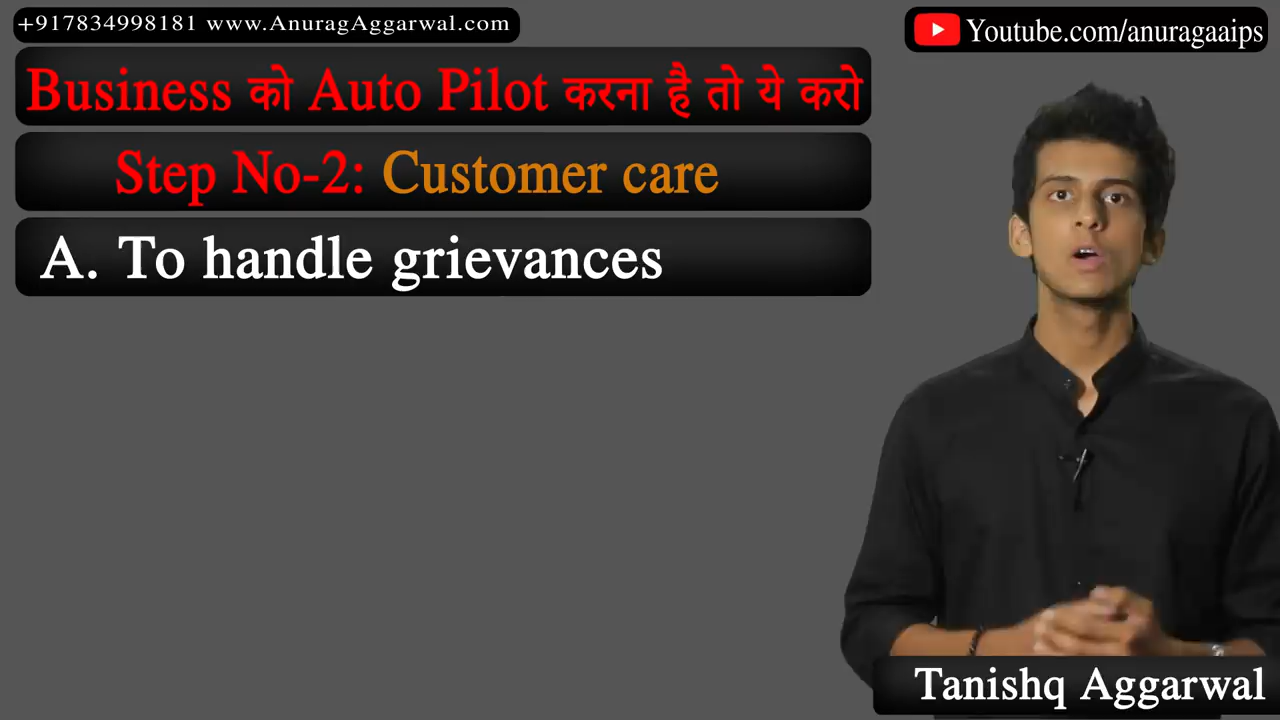 +917834998181 www.AnuragAggarwal.com
Youtube.com/anuragaaips
Business को Auto Pilot करना है तो ये करो
Step No-2: Customer care
A. To handle grievances
Tanishq Aggarwal